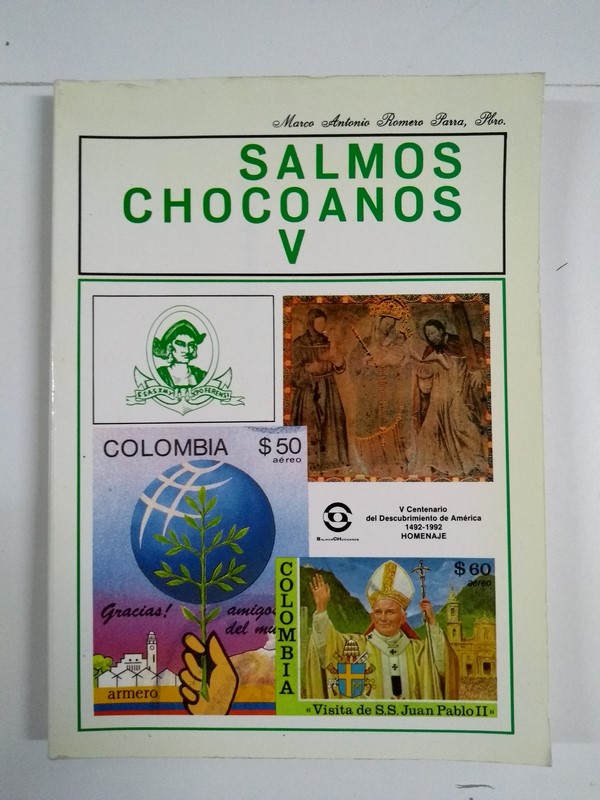 Marco Antonio Romero Parra, Pbro.
SALMOS
CHOCOANOS
V
COLOMBIA $50
aéreo
V Centenario
del Descubrimiento de América
1492-1992
HOMENAJE
Gracias! amigos
del mu
armero
COLOMBIA
$60
aéreo
«Visita de S.S. Juan Pablo II»